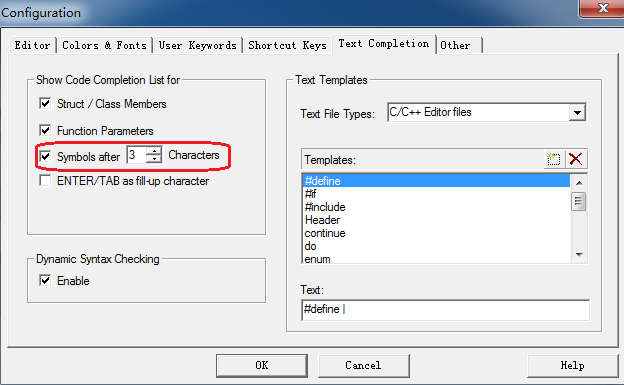 Configuration
Editor Colors & Fonts User Keywords Shortcut Keys Text Completion Other
Show Code Completion List for
Struct / Class Members
Function Parameters
Symbols after 3 Characters
ENTER/TAB as fill-up character
Dynamic Syntax Checking
Enable
Text Templates
Text File Types: C/C++ Editor files
Templates:
#define
#if
#include
Header
continue
do
enum
Text:
#define |
OK Cancel Help